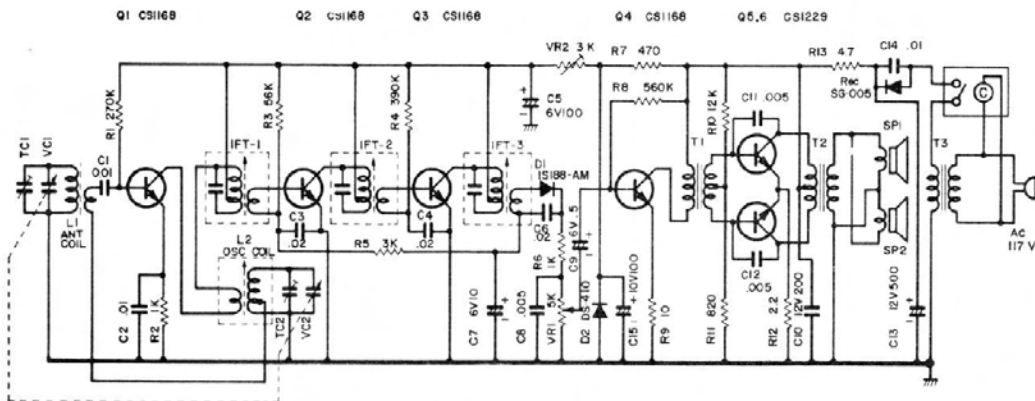 Q1 CS1168
Q2 CS1168
Q3 CS1168
Q4 CS1168
Q5,6 CS1229
VR2 3K
R7 470
R13 47
C14 .01
R8 560K
Rec
SG-005
C
R1 270K
R3 56K
R4 390K
C5
6V100
R10 12K
C11 .005
TC1
VC1
C1
.001
IFT-1
IFT-2
IFT-3
D1
IS188-AM
T1
T2
SP1
T3
L1
ANT
COIL
C3
.02
C4
.02
C6
.02
R5 3K
R6
1K
C9 6V.5
L2
OSC COIL
C12
.005
SP2
AC
117 V
C2 .01
R2 1K
TC2
VC2
C7 6V10
C8 .005
VR1 5K
D2 DS410
C15 10V100
R9 10
R11 820
R12 2.2
C10 12V 200
C13 12V500